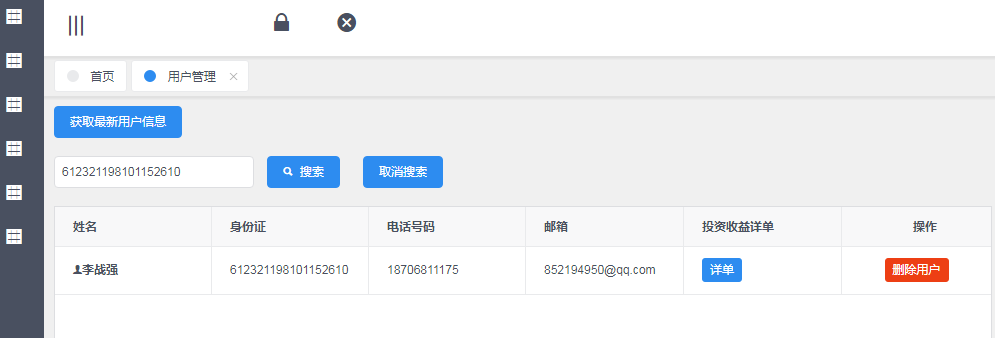 首页 用户管理
获取最新用户信息
612321198101152610 搜索 取消搜索
姓名 身份证 电话号码 邮箱 投资收益详单 操作
李战强 612321198101152610 18706811175 852194950@qq.com 详单 删除用户